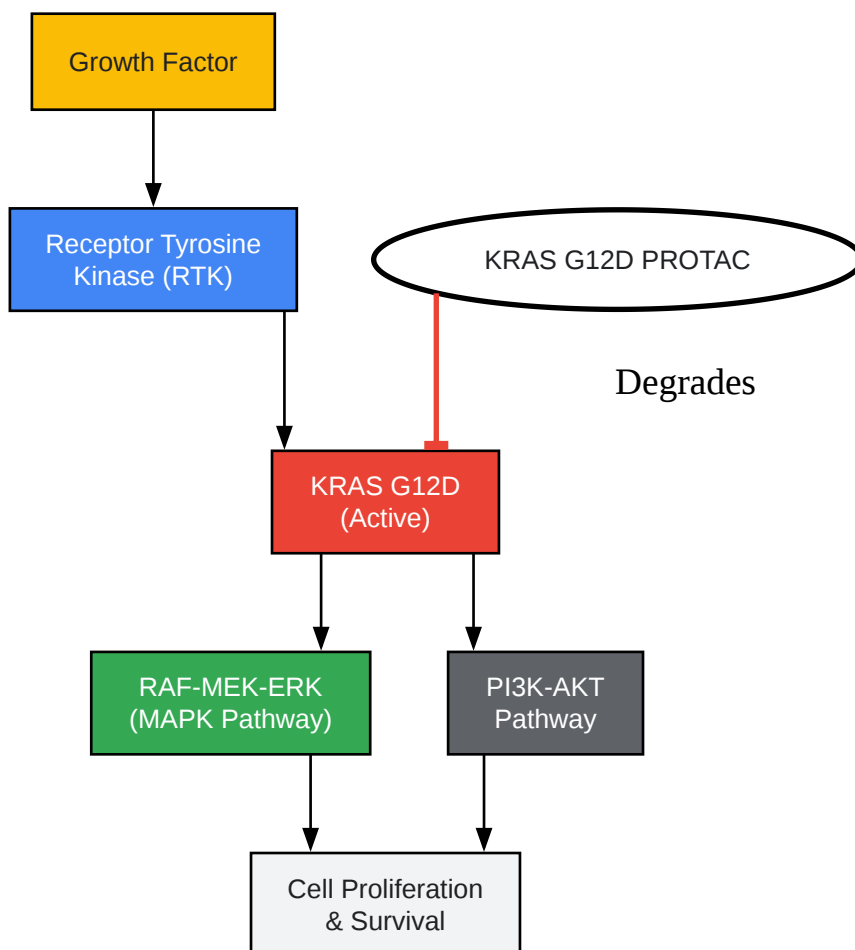 Growth Factor
Receptor Tyrosine
Kinase (RTK)
KRAS G12D PROTAC
Degrades
KRAS G12D
(Active)
RAF-MEK-ERK
(MAPK Pathway)
PI3K-AKT
Pathway
Cell Proliferation
& Survival